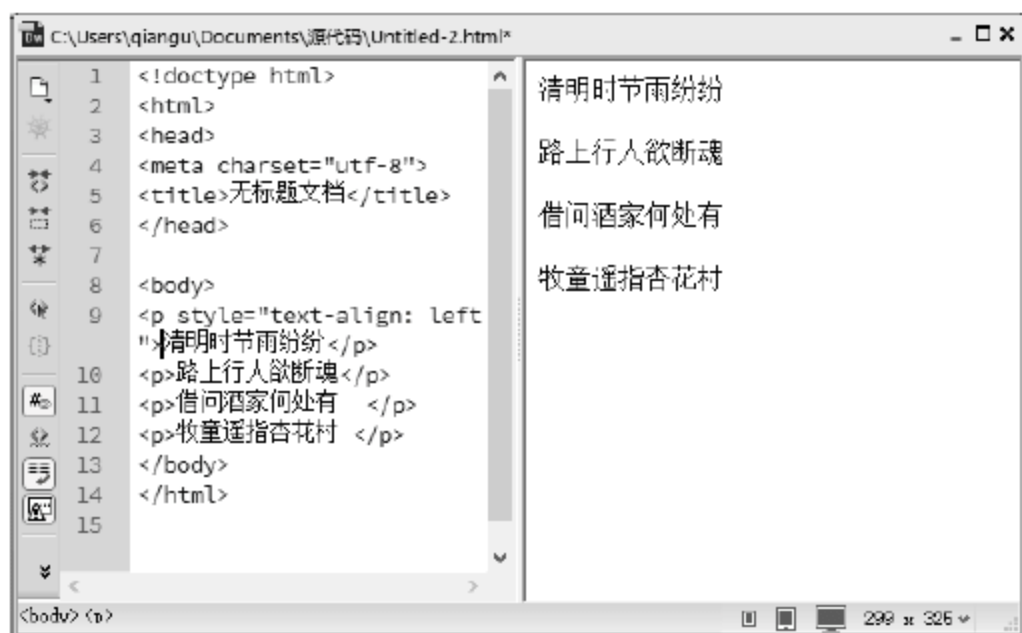 C:\Users\qiangu\Documents\源代码\Untitled-2.html*
1 <!doctype html>
2 <html>
3 <head>
4 <meta charset="utf-8">
5 <title>无标题文档</title>
6 </head>
7
8 <body>
9 <p style="text-align: left
">清明时节雨纷纷</p>
10 <p>路上行人欲断魂</p>
11 <p>借问酒家何处有  </p>
12 <p>牧童遥指杏花村 </p>
13 </body>
14 </html>
15
清明时节雨纷纷
路上行人欲断魂
借问酒家何处有
牧童遥指杏花村
<body> <p>
299 x 325